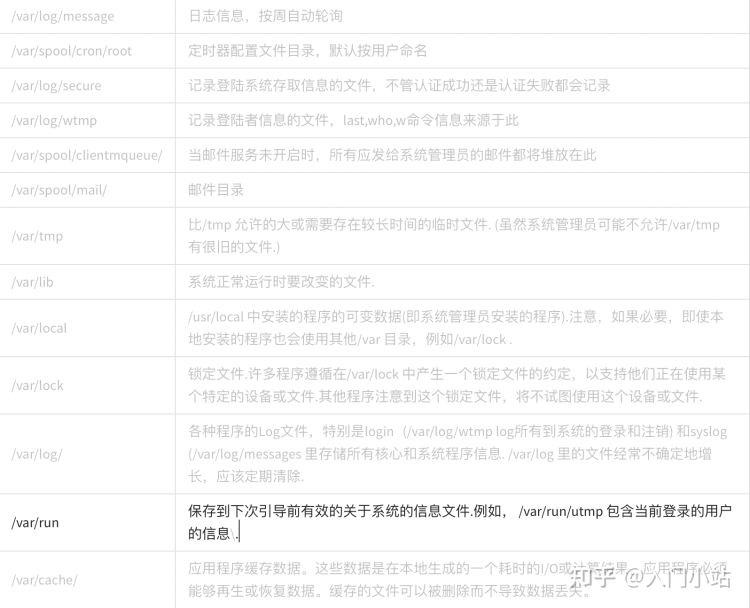 /var/log/message 日志信息，按周自动轮询
/var/spool/cron/root 定时器配置文件目录，默认按用户命名
/var/log/secure 记录登陆系统存取信息的文件，不管认证成功还是认证失败都会记录
/var/log/wtmp 记录登陆者信息的文件，last,who,w命令信息来源于此
/var/spool/clientmqueue/ 当邮件服务未开启时，所有应发给系统管理员的邮件都将堆放在此
/var/spool/mail/ 邮件目录
/var/tmp 比/tmp 允许的大或需要存在较长时间的临时文件. (虽然系统管理员可能不允许/var/tmp
有很旧的文件.)
/var/lib 系统正常运行时要改变的文件.
/var/local /usr/local 中安装的程序的可变数据(即系统管理员安装的程序).注意，如果必要，即使本
地安装的程序也会使用其他/var 目录，例如/var/lock .
/var/lock 锁定文件.许多程序遵循在/var/lock 中产生一个锁定文件的约定，以支持他们正在使用某
个特定的设备或文件.其他程序注意到这个锁定文件，将不试图使用这个设备或文件.
/var/log/ 各种程序的Log文件，特别是login (/var/log/wtmp log所有到系统的登录和注销) 和syslog
(/var/log/messages 里存储所有核心和系统程序信息. /var/log 里的文件经常不确定地增
长，应该定期清除.
/var/run 保存到下次引导前有效的关于系统的信息文件.例如， /var/run/utmp 包含当前登录的用户
的信息\.
/var/cache/ 应用程序缓存数据。这些数据是在本地生成的一个耗时的I/O或计算结果。应用程序必须
能够再生或恢复数据。缓存的文件可以被删除而不导致数据丢失。
知乎 @入门小站